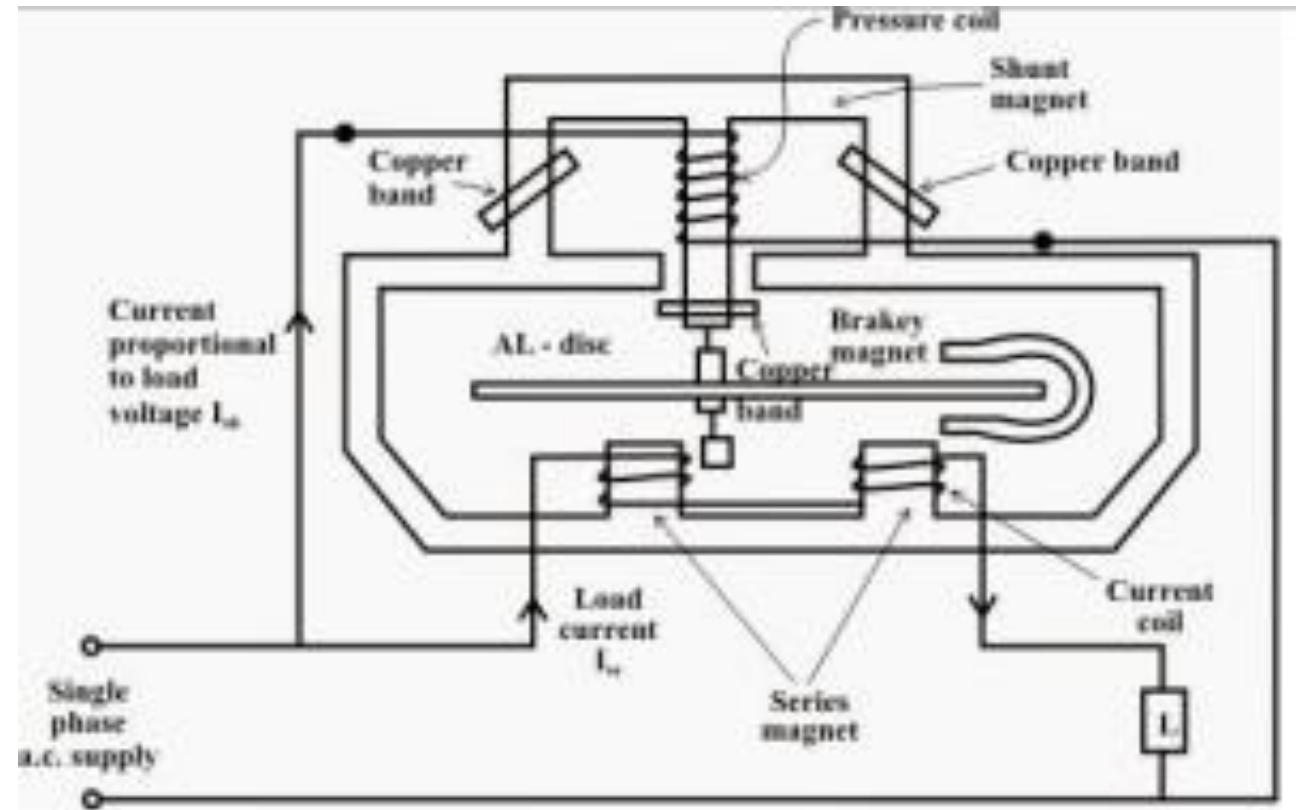 Pressure coil
Shunt
magnet
Copper
band
Copper band
Current
proportional
to load
voltage I
AL - disc
Brakey
magnet
Copper
band
Load
current
I
Current
coil
Single
phase
a.c. supply
Series
magnet
L